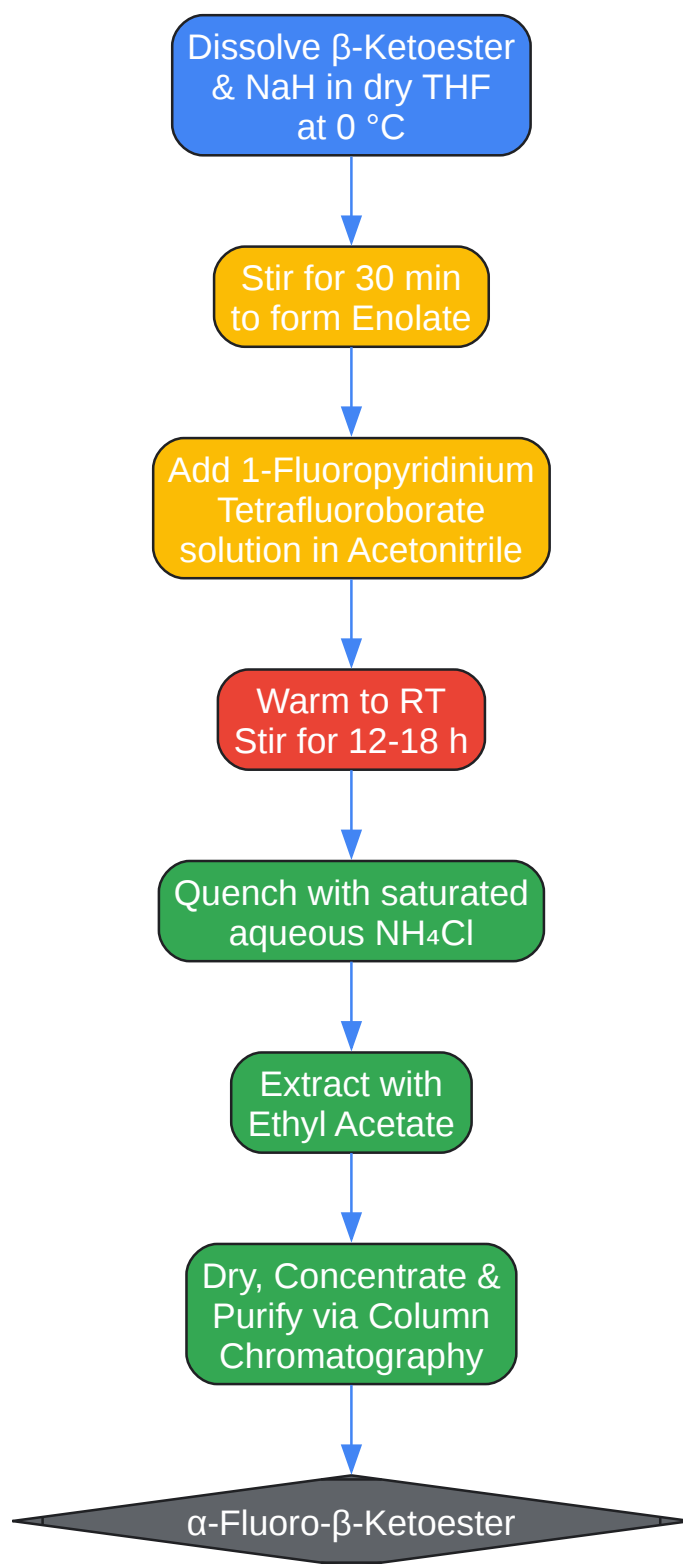 Dissolve β-Ketoester
& NaH in dry THF
at 0 °C
Stir for 30 min
to form Enolate
Add 1-Fluoropyridinium
Tetrafluoroborate
solution in Acetonitrile
Warm to RT
Stir for 12-18 h
Quench with saturated
aqueous NH₄Cl
Extract with
Ethyl Acetate
Dry, Concentrate &
Purify via Column
Chromatography
α-Fluoro-β-Ketoester